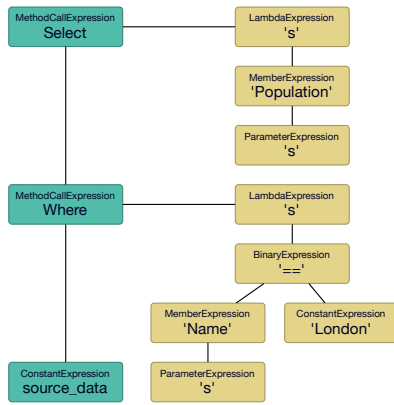 MethodCallExpression
Select
LambdaExpression
's'
MemberExpression
'Population'
ParameterExpression
's'
MethodCallExpression
Where
LambdaExpression
's'
BinaryExpression
'=='
MemberExpression
'Name'
ConstantExpression
'London'
ConstantExpression
source_data
ParameterExpression
's'